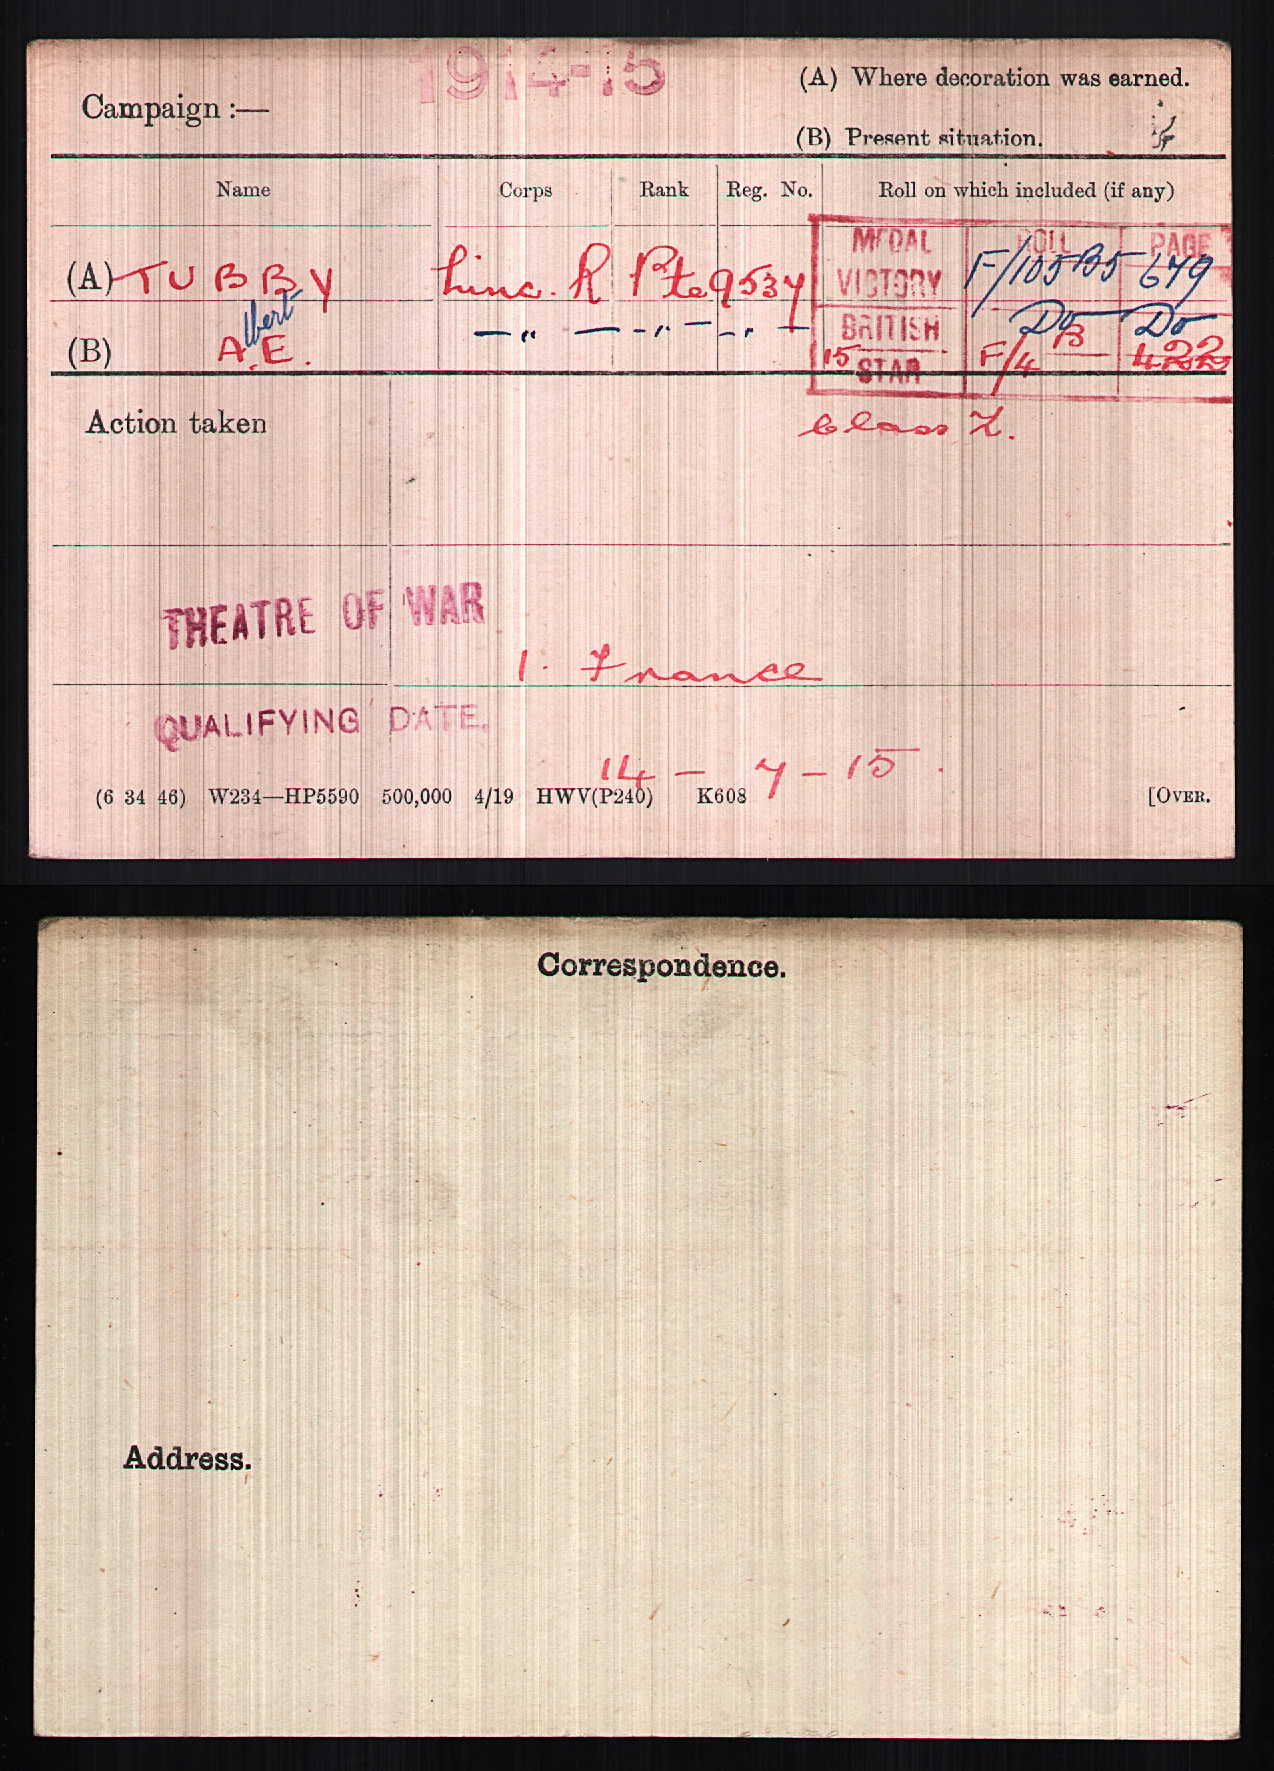 1914-15
(A) Where decoration was earned.
Campaign :—
(B) Present situation.
Name Corps Rank Reg. No. Roll on which included (if any)
MEDAL ROLL PAGE
(A) TUBBY Linc. R Pte 9537 VICTORY F/105 B5 679
(B) Albert A.E. — " — — " — — " — BRITISH Do Do
15 STAR F/4 B 422
Action taken Class Z.
THEATRE OF WAR
1. France
QUALIFYING DATE.
14 — 7 — 15.
(6 34 46) W234—HP5590 500,000 4/19 HWV(P240) K608 [OVER.
Correspondence.
Address.